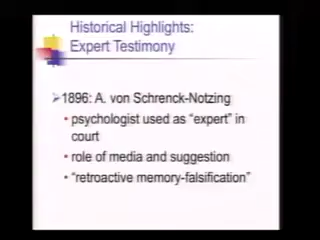 Historical Highlights:
Expert Testimony
➢1896: A. von Schrenck-Notzing
• psychologist used as “expert” in
court
• role of media and suggestion
• “retroactive memory-falsification”